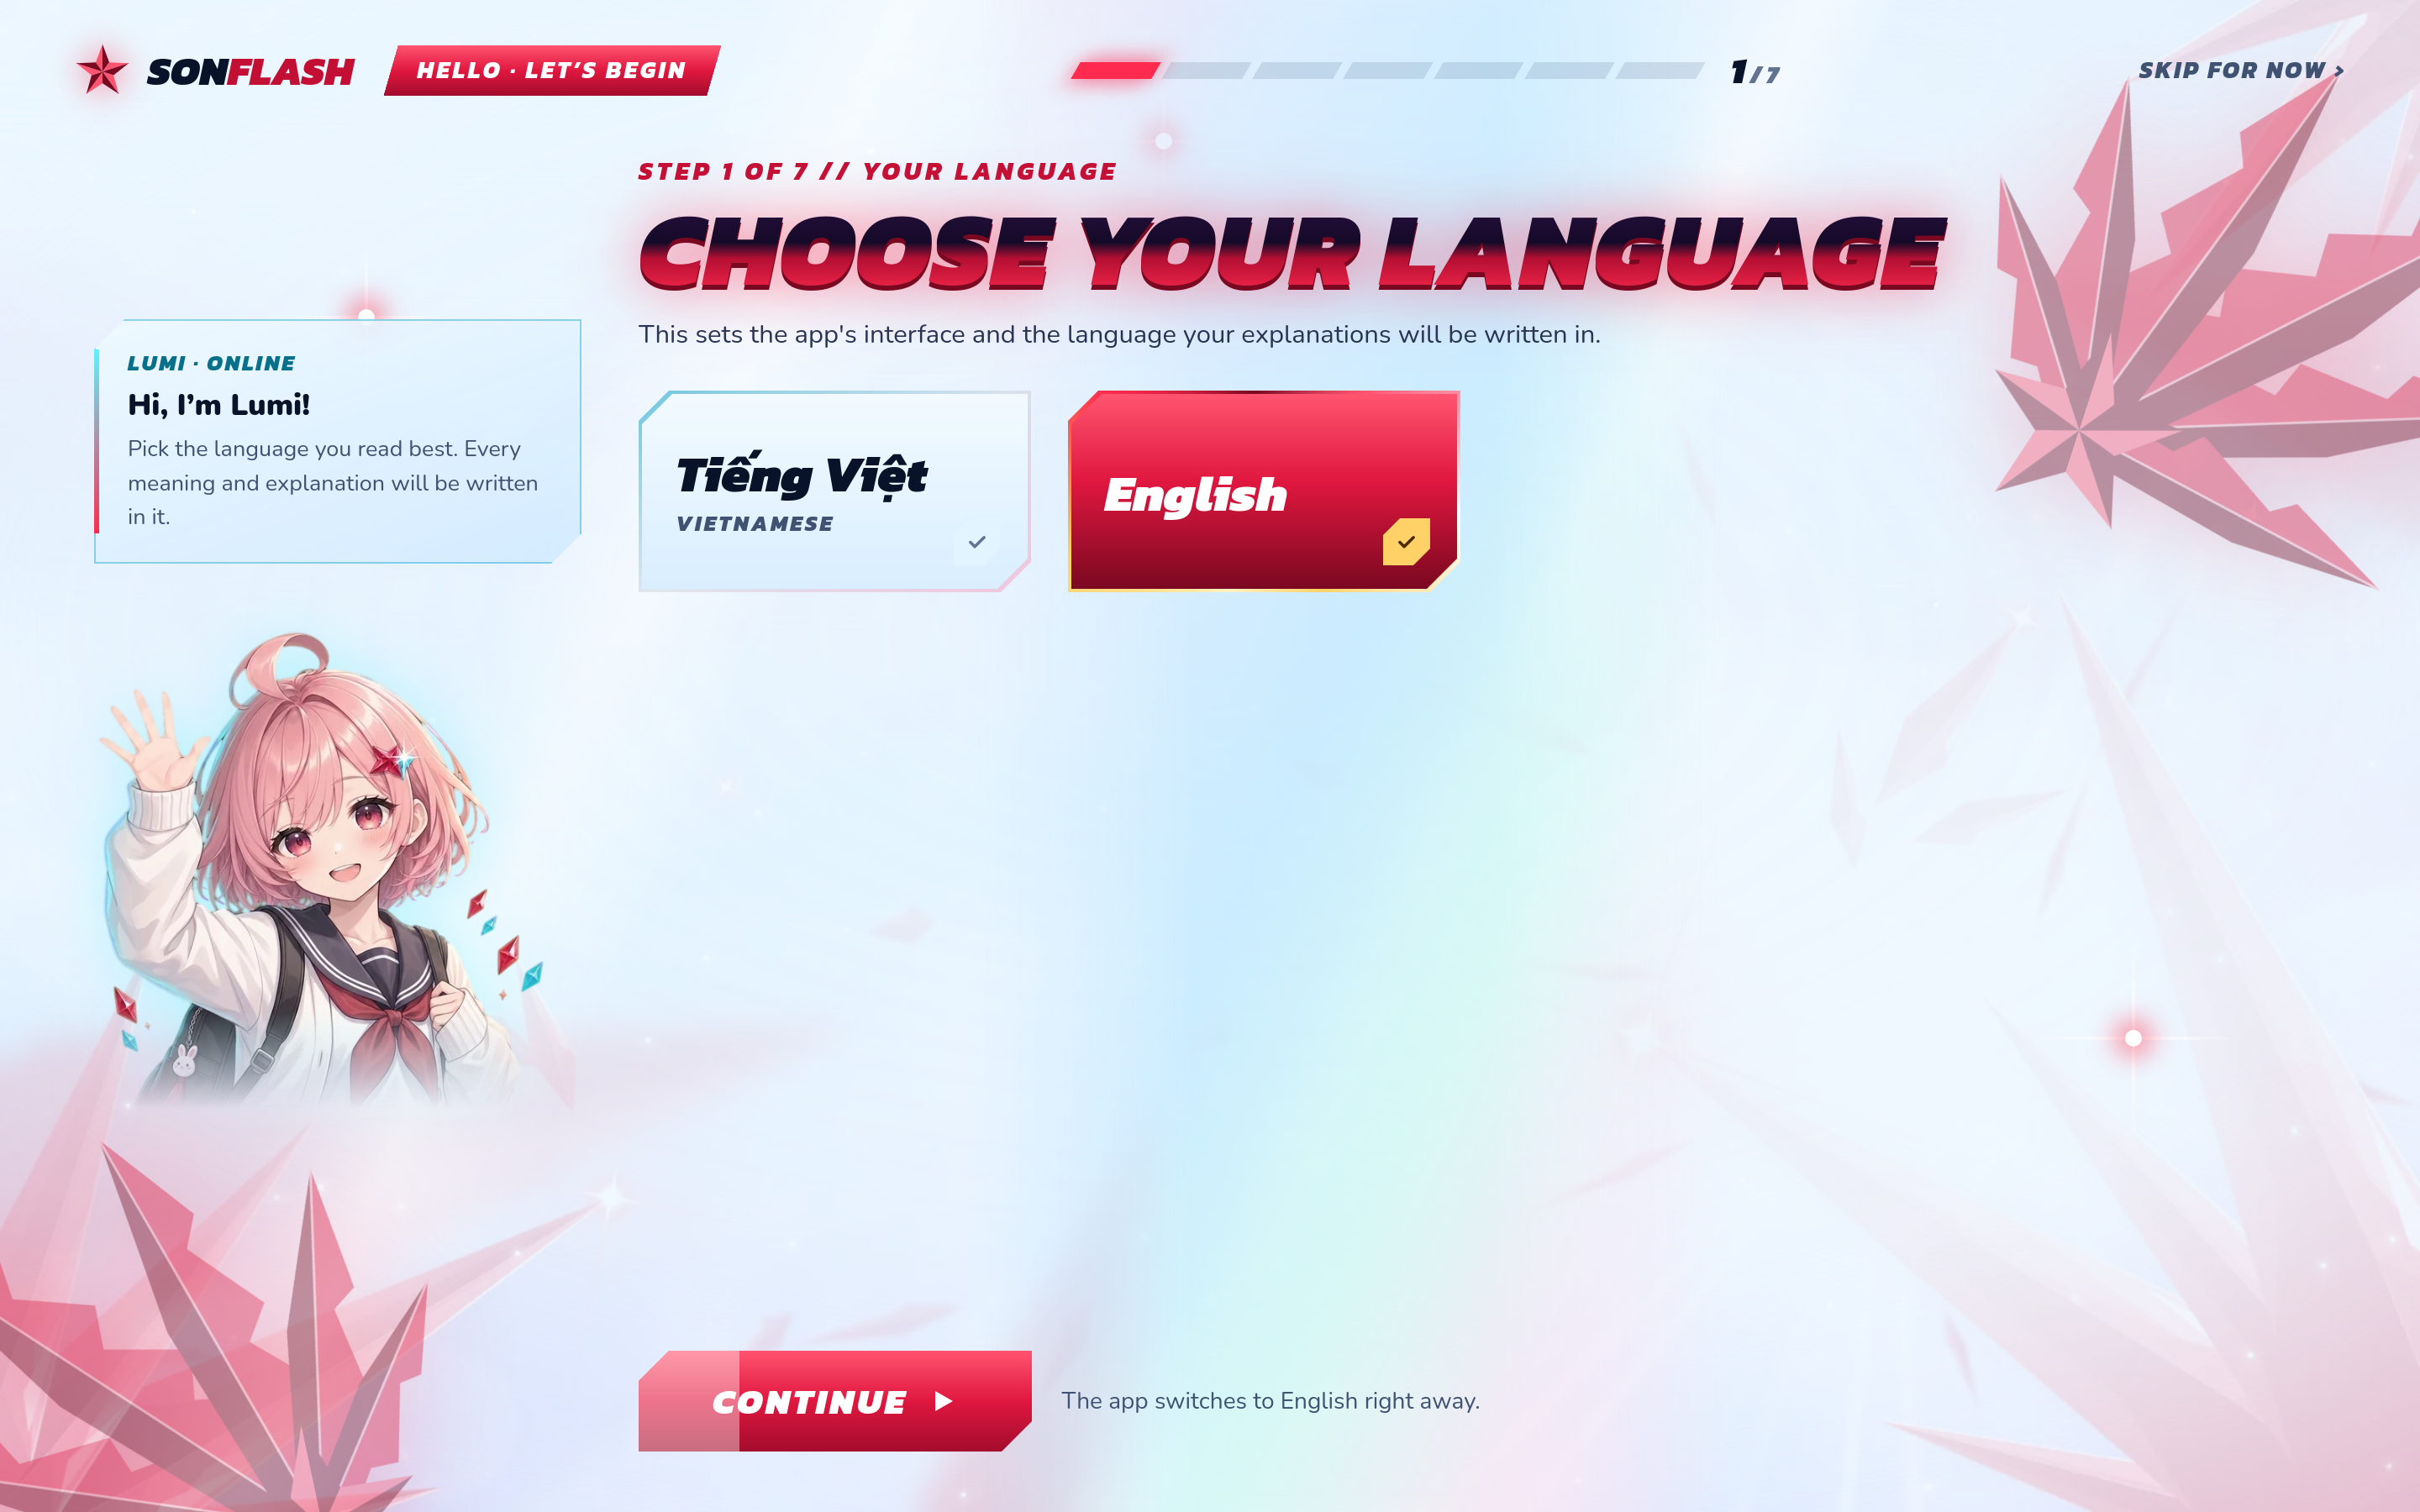 SONFLASH
HELLO · LET’S BEGIN
1 / 7
SKIP FOR NOW ›
STEP 1 OF 7 // YOUR LANGUAGE
CHOOSE YOUR LANGUAGE
This sets the app's interface and the language your explanations will be written in.
LUMI · ONLINE
Hi, I’m Lumi!
Pick the language you read best. Every
meaning and explanation will be written
in it.
Tiếng Việt
VIETNAMESE
English
CONTINUE
The app switches to English right away.